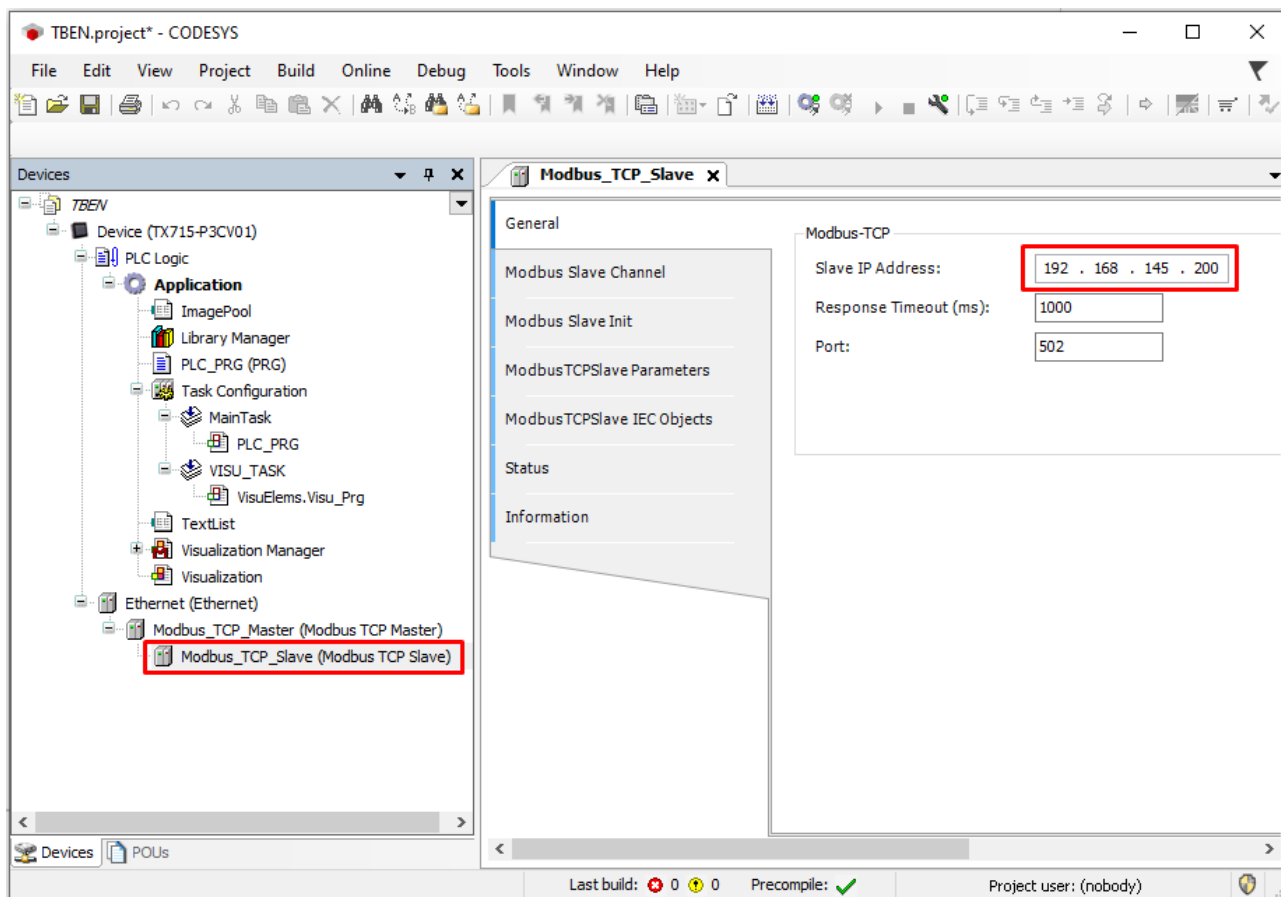 TBEN.project* - CODESYS
File Edit View Project Build Online Debug Tools Window Help
Devices
TBEN
Device (TX715-P3CV01)
PLC Logic
Application
ImagePool
Library Manager
PLC_PRG (PRG)
Task Configuration
MainTask
PLC_PRG
VISU_TASK
VisuElems.Visu_Prg
TextList
Visualization Manager
Visualization
Ethernet (Ethernet)
Modbus_TCP_Master (Modbus TCP Master)
Modbus_TCP_Slave (Modbus TCP Slave)
Devices POUs
Modbus_TCP_Slave
General
Modbus Slave Channel
Modbus Slave Init
ModbusTCPSlave Parameters
ModbusTCPSlave IEC Objects
Status
Information
Modbus-TCP
Slave IP Address: 192 . 168 . 145 . 200
Response Timeout (ms): 1000
Port: 502
Last build: 0 0 Precompile: Project user: (nobody)